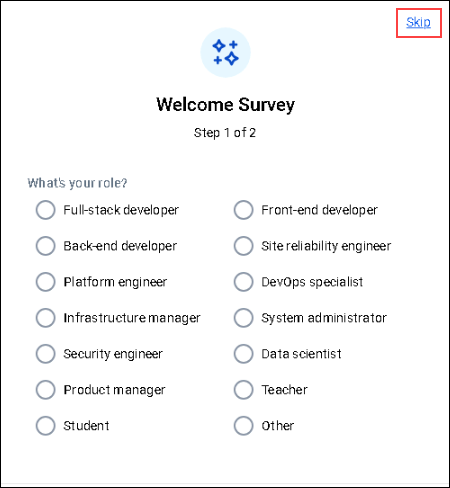 Skip
Welcome Survey
Step 1 of 2
What's your role?
Full-stack developer
Front-end developer
Back-end developer
Site reliability engineer
Platform engineer
DevOps specialist
Infrastructure manager
System administrator
Security engineer
Data scientist
Product manager
Teacher
Student
Other